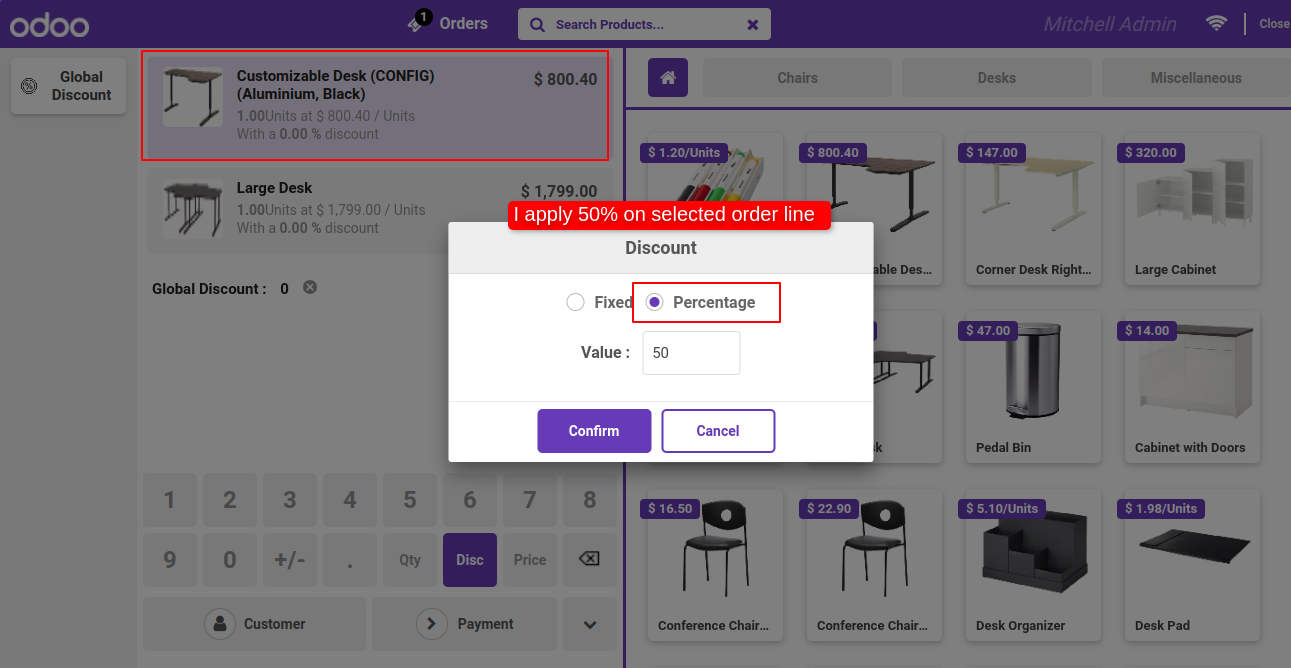 odoo
1
Orders
Search Products...
Mitchell Admin
Close
Global
Discount
Customizable Desk (CONFIG)
(Aluminium, Black)
$ 800.40
1.00Units at $ 800.40 / Units
With a 0.00 % discount
Large Desk
$ 1,799.00
1.00Units at $ 1,799.00 / Units
With a 0.00 % discount
Global Discount : 0
1 2 3 4 5 6 7 8
9 0 +/- . Qty Disc Price
Customer
Payment
Chairs
Desks
Miscellaneous
$ 1.20/Units
$ 800.40
$ 147.00
$ 320.00
able Des...
Corner Desk Right...
Large Cabinet
$ 47.00
$ 14.00
sk
Pedal Bin
Cabinet with Doors
$ 16.50
$ 22.90
$ 5.10/Units
$ 1.98/Units
Conference Chair...
Conference Chair...
Desk Organizer
Desk Pad
I apply 50% on selected order line
Discount
Fixed
Percentage
Value :
50
Confirm
Cancel